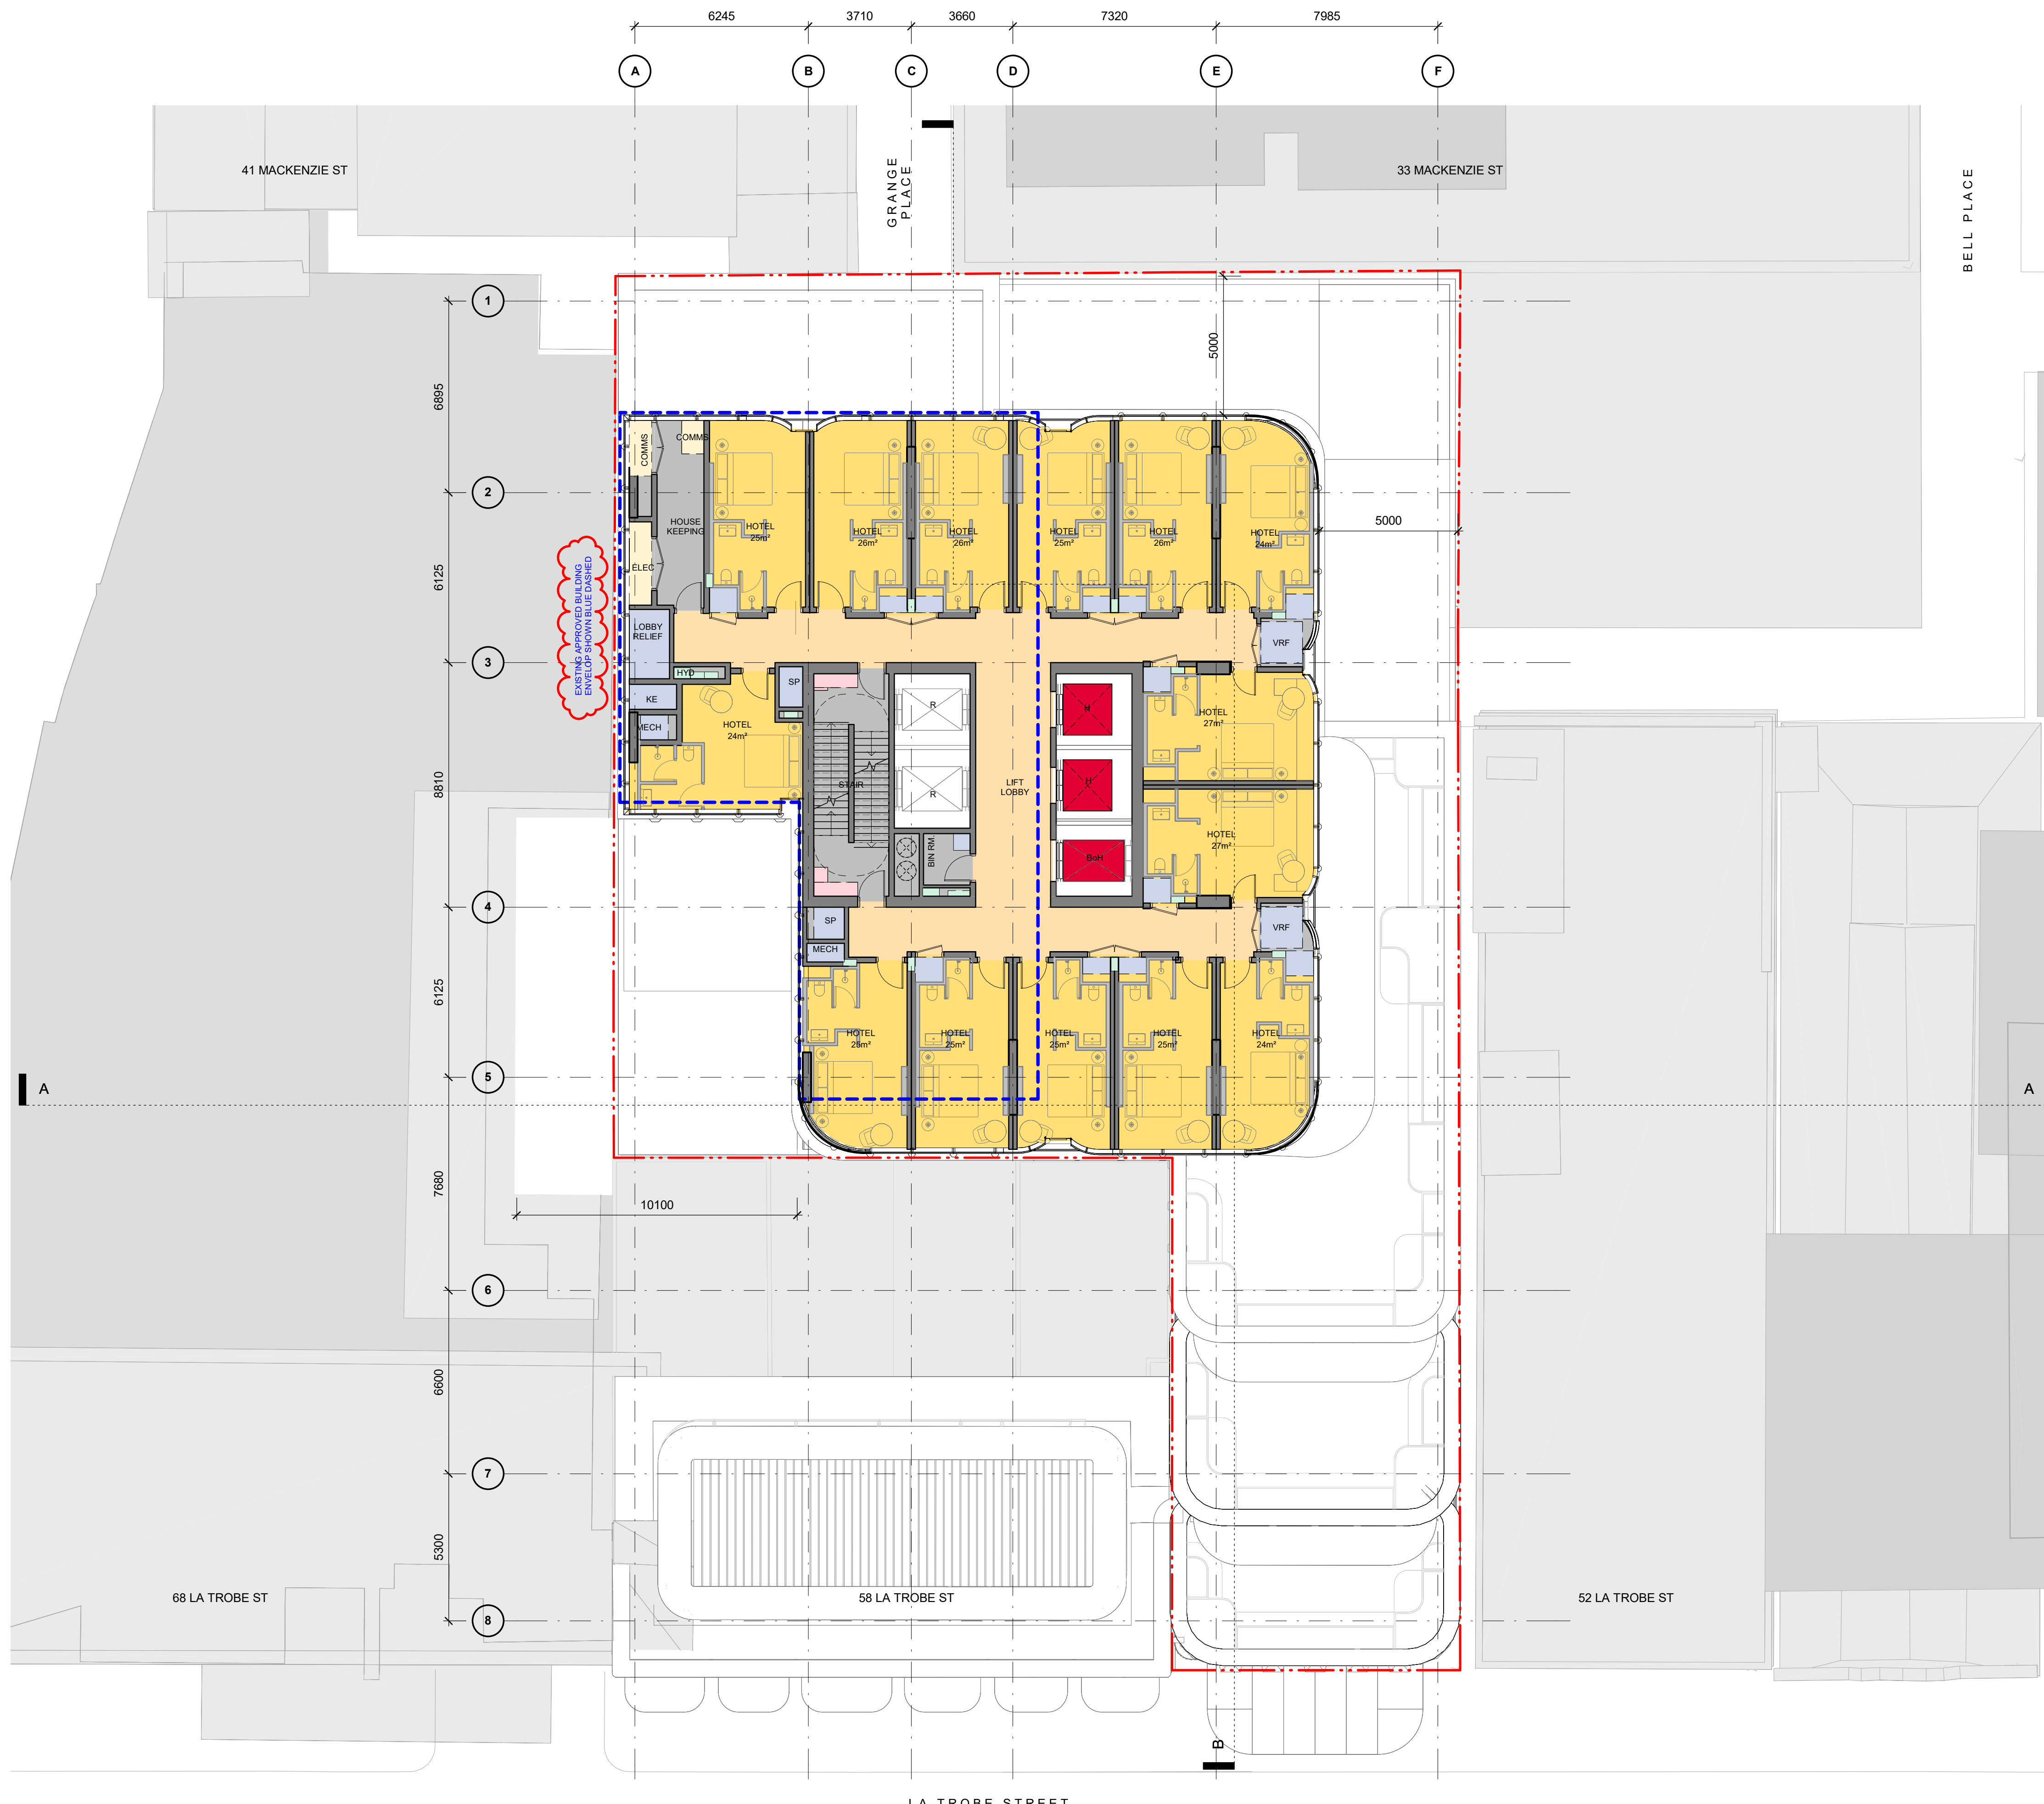 6245
3710
3660
7320
7985
A
B
C
D
E
F
41 MACKENZIE ST
GRANGE
PLACE
33 MACKENZIE ST
BELL PLACE
1
5000
6895
COMMS
COMMS
2
HOUSE
KEEPING
HOTEL
25m²
HOTEL
26m²
HOTEL
26m²
HOTEL
25m²
HOTEL
26m²
HOTEL
24m²
5000
6125
ELEC
EXISTING APPROVED BUILDING
ENVELOP SHOWN BLUE DASHED
LOBBY
RELIEF
VRF
3
HYD
SP
KE
MECH
HOTEL
24m²
R
H
HOTEL
27m²
8810
STAIR
R
LIFT
LOBBY
H
HOTEL
27m²
BIN RM.
BoH
4
SP
MECH
VRF
6125
HOTEL
25m²
HOTEL
25m²
HOTEL
25m²
HOTEL
25m²
HOTEL
24m²
5
A
A
7680
10100
6
6600
7
5300
68 LA TROBE ST
58 LA TROBE ST
52 LA TROBE ST
8
B
LA TROBE STREET